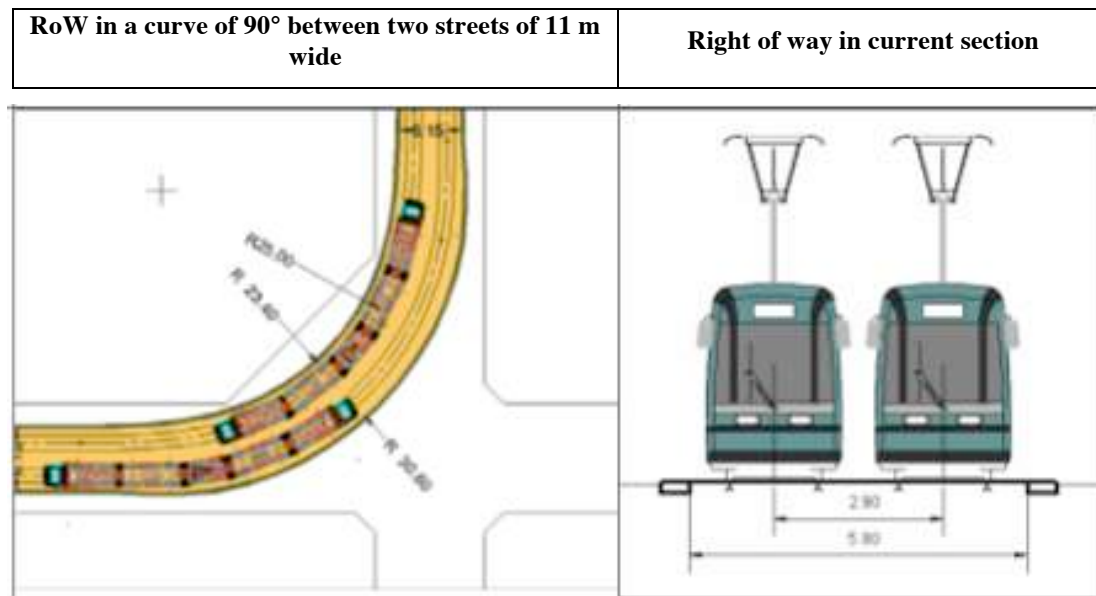 RoW in a curve of 90° between two streets of 11 m
wide
Right of way in current section
6.15
R25.00
R 23.40
R 30.60
2.90
5.80